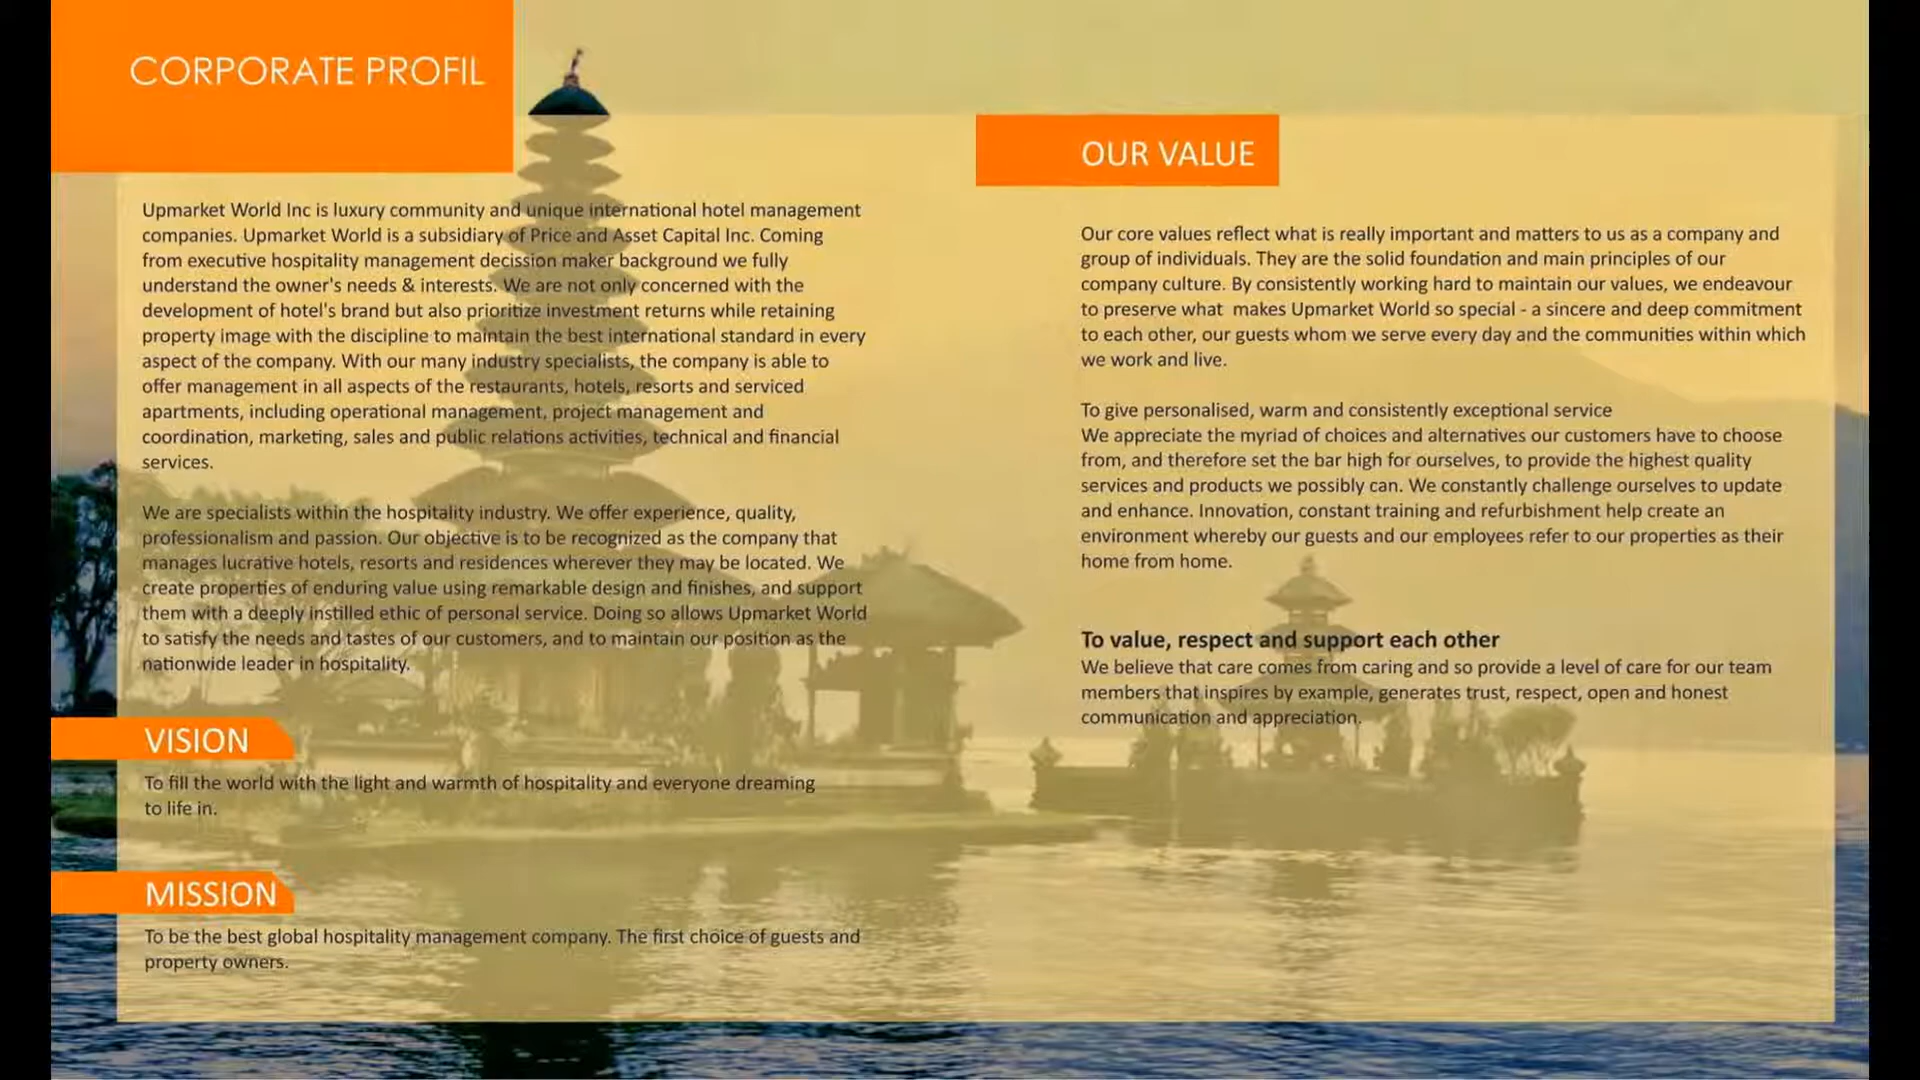 CORPORATE PROFIL
Upmarket World Inc is luxury community and unique international hotel management
companies. Upmarket World is a subsidiary of Price and Asset Capital Inc. Coming
from executive hospitality management decission maker background we fully
understand the owner's needs & interests. We are not only concerned with the
development of hotel's brand but also prioritize investment returns while retaining
property image with the discipline to maintain the best international standard in every
aspect of the company. With our many industry specialists, the company is able to
offer management in all aspects of the restaurants, hotels, resorts and serviced
apartments, including operational management, project management and
coordination, marketing, sales and public relations activities, technical and financial
services.
We are specialists within the hospitality industry. We offer experience, quality,
professionalism and passion. Our objective is to be recognized as the company that
manages lucrative hotels, resorts and residences wherever they may be located. We
create properties of enduring value using remarkable design and finishes, and support
them with a deeply instilled ethic of personal service. Doing so allows Upmarket World
to satisfy the needs and tastes of our customers, and to maintain our position as the
nationwide leader in hospitality.
VISION
To fill the world with the light and warmth of hospitality and everyone dreaming
to life in.
MISSION
To be the best global hospitality management company. The first choice of guests and
property owners.
OUR VALUE
Our core values reflect what is really important and matters to us as a company and
group of individuals. They are the solid foundation and main principles of our
company culture. By consistently working hard to maintain our values, we endeavour
to preserve what makes Upmarket World so special - a sincere and deep commitment
to each other, our guests whom we serve every day and the communities within which
we work and live.
To give personalised, warm and consistently exceptional service
We appreciate the myriad of choices and alternatives our customers have to choose
from, and therefore set the bar high for ourselves, to provide the highest quality
services and products we possibly can. We constantly challenge ourselves to update
and enhance. Innovation, constant training and refurbishment help create an
environment whereby our guests and our employees refer to our properties as their
home from home.
To value, respect and support each other
We believe that care comes from caring and so provide a level of care for our team
members that inspires by example, generates trust, respect, open and honest
communication and appreciation.